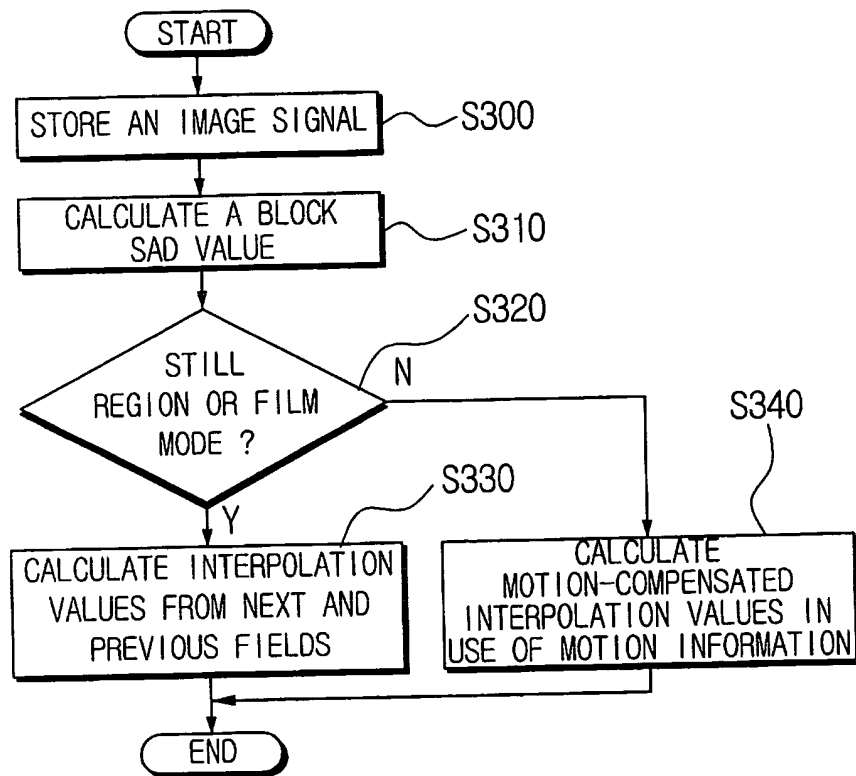 START
STORE AN IMAGE SIGNAL
S300
CALCULATE A BLOCK
SAD VALUE
S310
S320
STILL
REGION OR FILM
MODE ?
N
Y
S330
CALCULATE INTERPOLATION
VALUES FROM NEXT AND
PREVIOUS FIELDS
S340
CALCULATE
MOTION-COMPENSATED
INTERPOLATION VALUES IN
USE OF MOTION INFORMATION
END